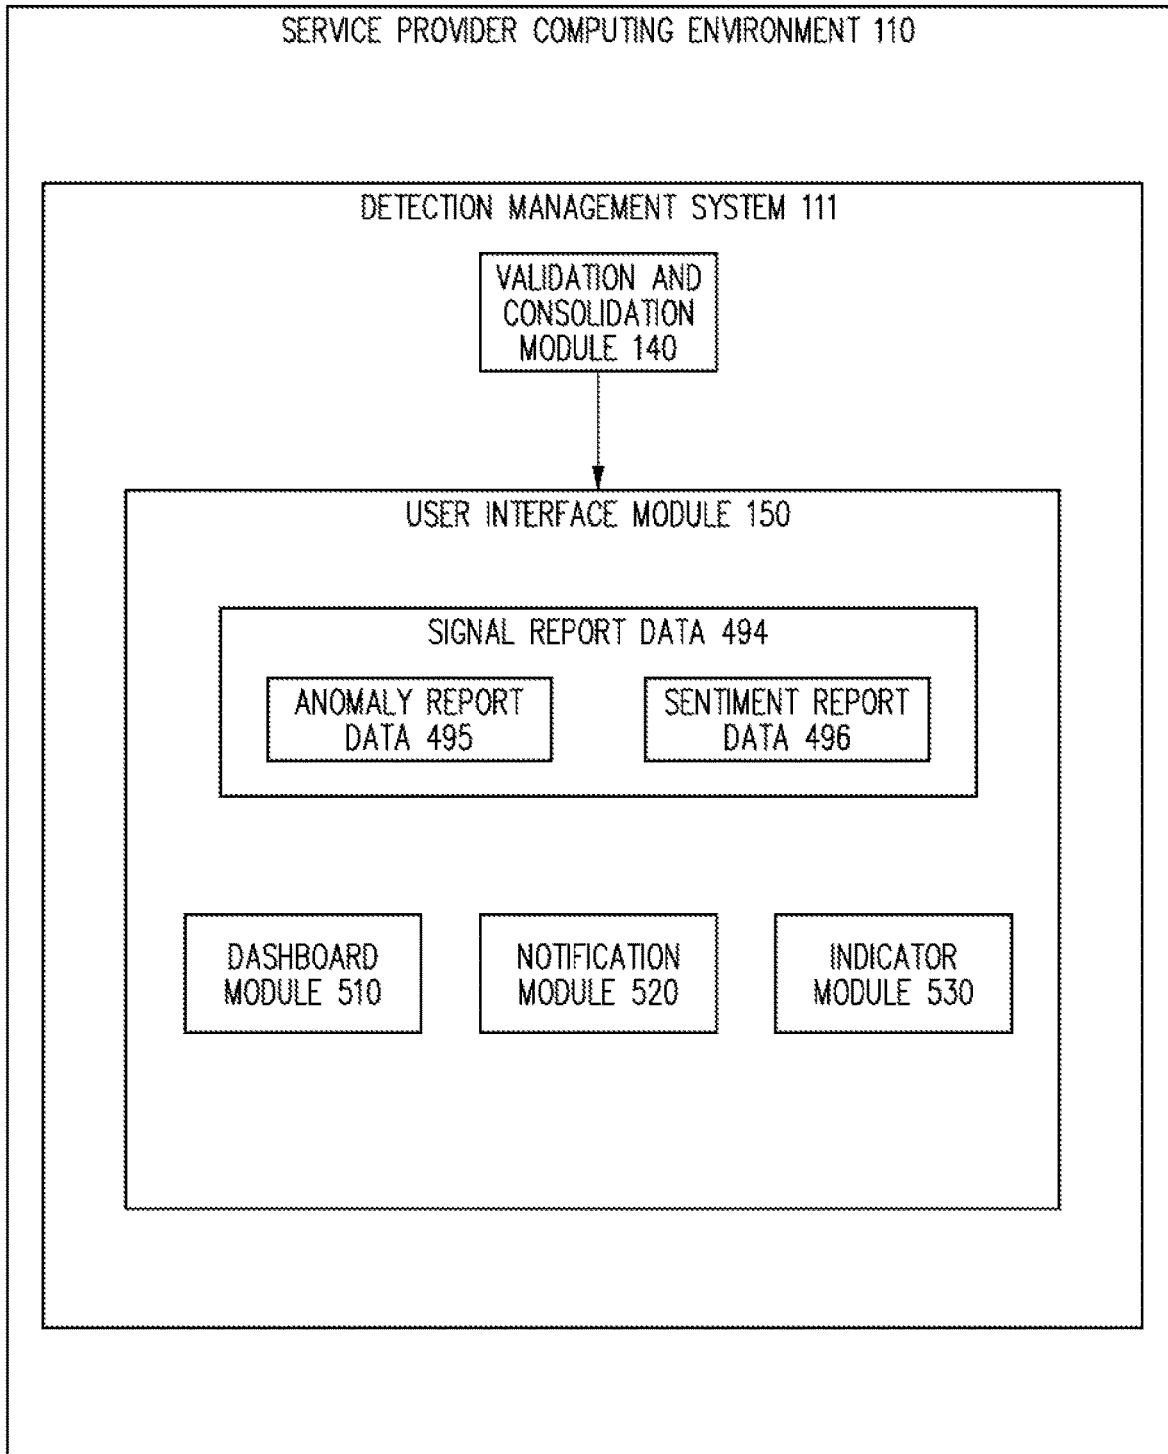 SERVICE PROVIDER COMPUTING ENVIRONMENT 110
DETECTION MANAGEMENT SYSTEM 111
VALIDATION AND
CONSOLIDATION
MODULE 140
USER INTERFACE MODULE 150
SIGNAL REPORT DATA 494
ANOMALY REPORT
DATA 495
SENTIMENT REPORT
DATA 496
DASHBOARD
MODULE 510
NOTIFICATION
MODULE 520
INDICATOR
MODULE 530